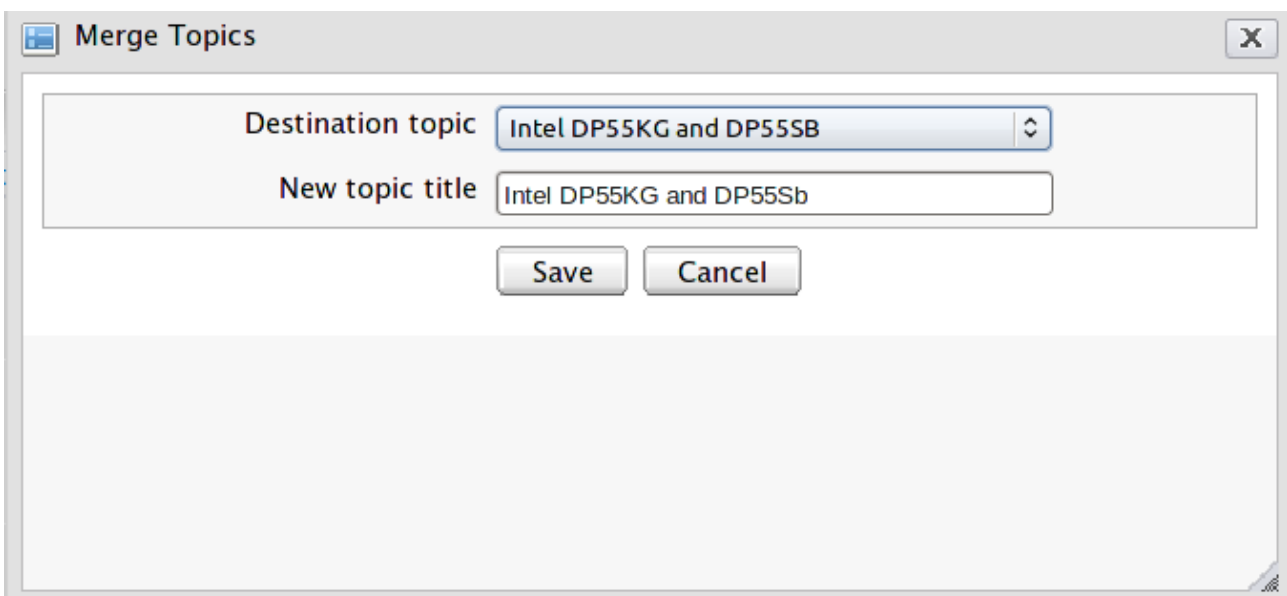 Merge Topics X
Destination topic Intel DP55KG and DP55SB
New topic title Intel DP55KG and DP55Sb
Save Cancel